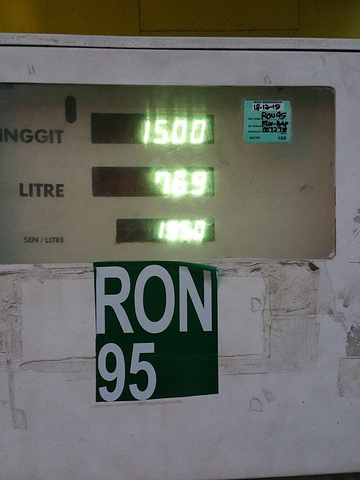 INGGIT 15.00
LITRE 7.69
SEN / LITRE 195.0
18-12-15
RON95
RON
95